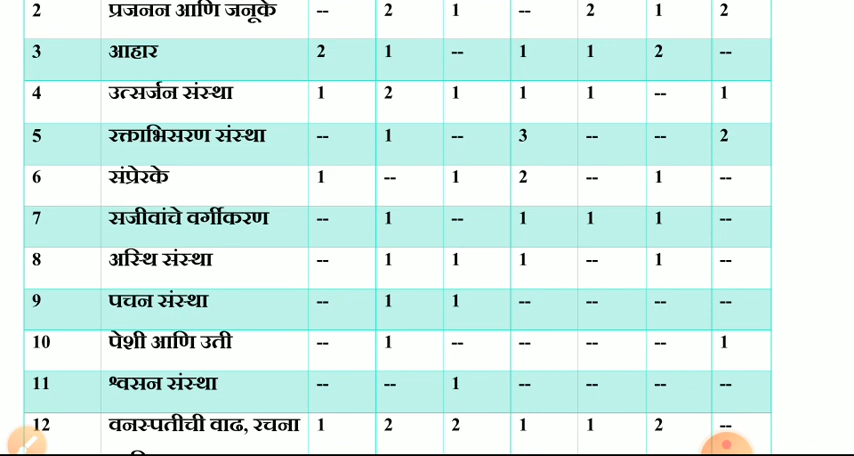 2 प्रजनन आणि जनूके -- 2 1 -- 2 1 2
3 आहार 2 1 -- 1 1 2 --
4 उत्सर्जन संस्था 1 2 1 1 1 -- 1
5 रक्ताभिसरण संस्था -- 1 -- 3 -- -- 2
6 संप्रेरके 1 -- 1 2 -- 1 --
7 सजीवांचे वर्गीकरण -- 1 -- 1 1 1 --
8 अस्थि संस्था -- 1 1 1 -- 1 --
9 पचन संस्था -- 1 1 -- -- -- --
10 पेशी आणि उती -- 1 -- -- -- -- 1
11 श्वसन संस्था -- -- 1 -- -- -- --
12 वनस्पतीची वाढ, रचना 1 2 2 1 1 2 --